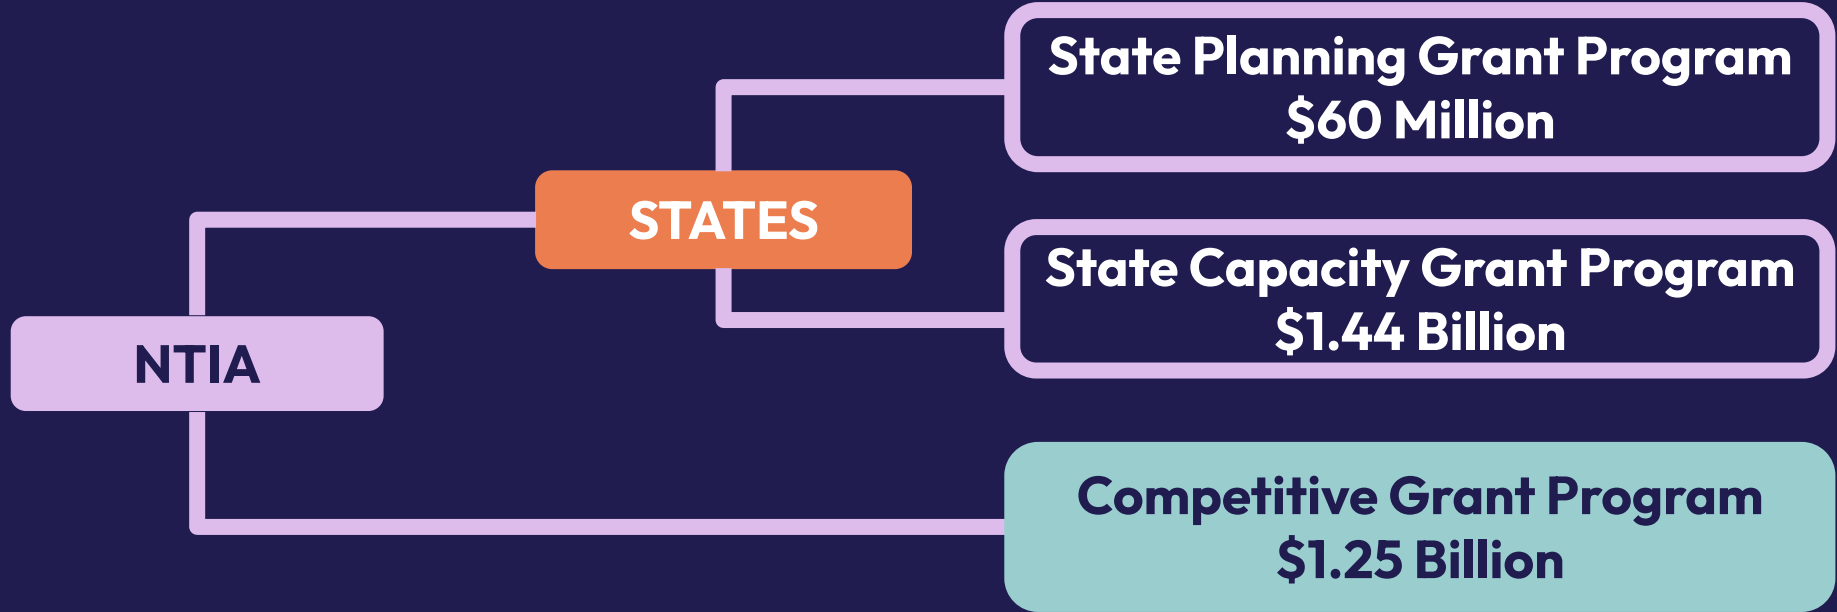 State Planning Grant Program
$60 Million
STATES
State Capacity Grant Program
$1.44 Billion
NTIA
Competitive Grant Program
$1.25 Billion